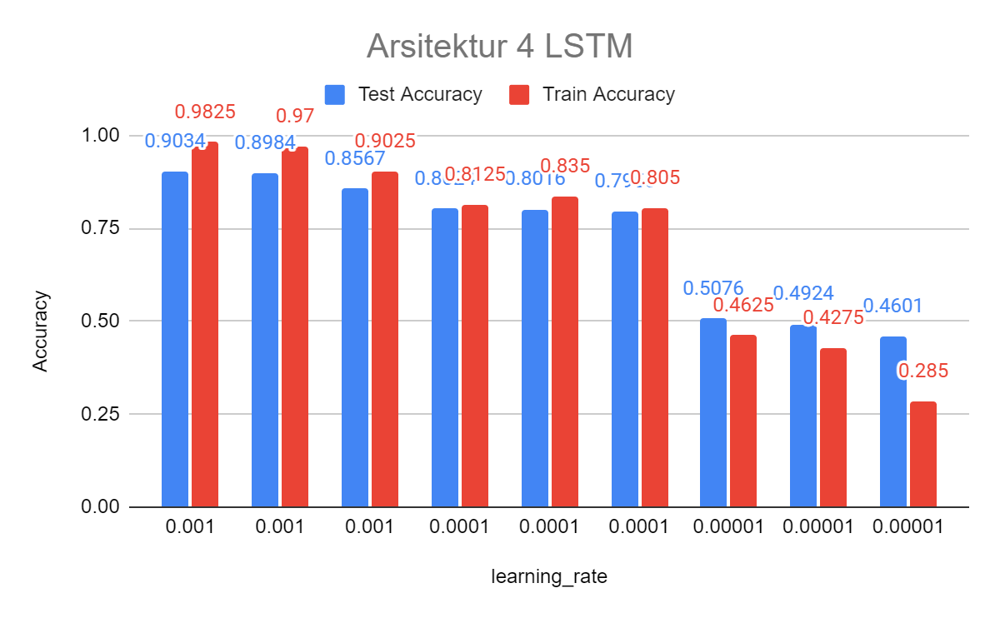 Arsitektur 4 LSTM
Test Accuracy Train Accuracy
0.9825 0.97
1.00 0.9034 0.8984 0.9025
0.8567 0.835
0.8125 0.8016 0.805
0.75
0.5076 0.4924
0.4625 0.4601
0.4275
0.50
0.285
0.25
0.00
0.001 0.001 0.001 0.0001 0.0001 0.0001 0.00001 0.00001 0.00001
Accuracy
learning_rate